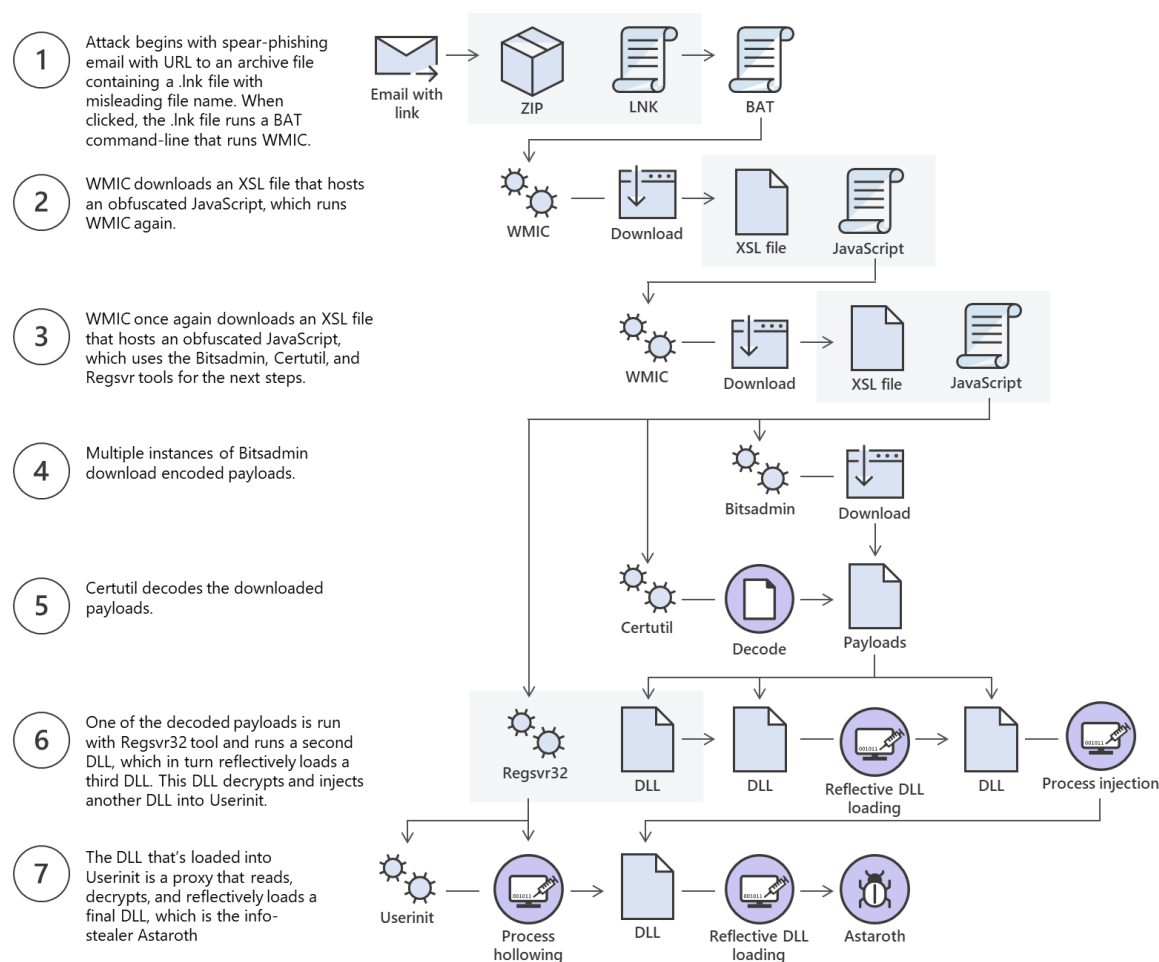 1
Attack begins with spear-phishing
email with URL to an archive file
containing a .lnk file with
misleading file name. When
clicked, the .lnk file runs a BAT
command-line that runs WMIC.
Email with
link
ZIP
LNK
BAT
2
WMIC downloads an XSL file that hosts
an obfuscated JavaScript, which runs
WMIC again.
WMIC
Download
XSL file
JavaScript
3
WMIC once again downloads an XSL file
that hosts an obfuscated JavaScript,
which uses the Bitsadmin, Certutil, and
Regsvr tools for the next steps.
WMIC
Download
XSL file
JavaScript
4
Multiple instances of Bitsadmin
download encoded payloads.
Bitsadmin
Download
5
Certutil decodes the downloaded
payloads.
Certutil
Decode
Payloads
6
One of the decoded payloads is run
with Regsvr32 tool and runs a second
DLL, which in turn reflectively loads a
third DLL. This DLL decrypts and injects
another DLL into Userinit.
Regsvr32
DLL
DLL
001011
Reflective DLL
loading
DLL
001011
Process injection
7
The DLL that's loaded into
Userinit is a proxy that reads,
decrypts, and reflectively loads a
final DLL, which is the info-
stealer Astaroth
Userinit
001011
Process
hollowing
DLL
001011
Reflective DLL
loading
Astaroth